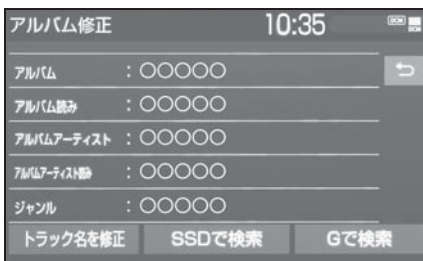 アルバム修正 10:35
アルバム : ○○○○○
アルバム読み : ○○○○○
アルバムアーティスト : ○○○○○
アルバムアーティスト読み : ○○○○○
ジャンル : ○○○○○
トラック名を修正 SSDで検索 Gで検索